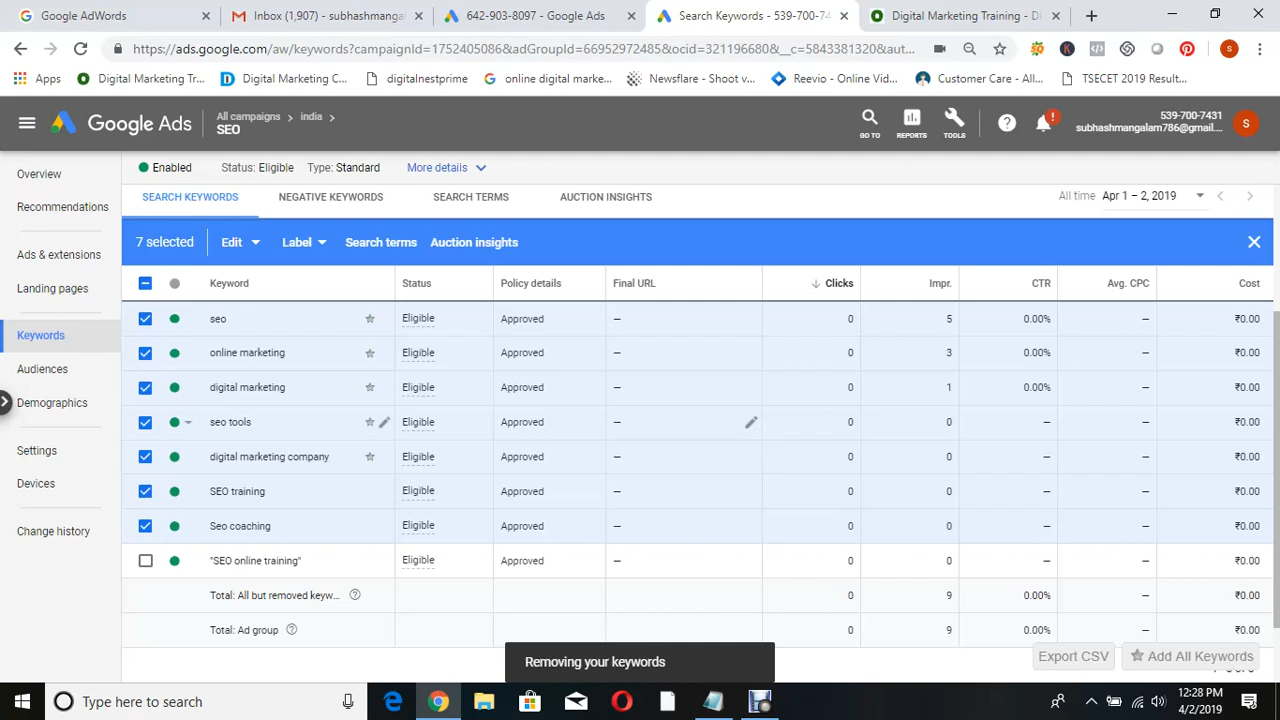 Google AdWords
Inbox (1,907) - subhashmangal
642-903-8097 - Google Ads
Search Keywords - 539-700-74
Digital Marketing Training - D
https://ads.google.com/aw/keywords?campaignId=1752405086&adGroupId=66952972485&ocid=321196680&__c=5843381320&aut...
Apps
Digital Marketing Tr...
Digital Marketing C...
digitalnestprime
online digital marke...
Newsflare - Shoot v...
Reevio - Online Vid...
Customer Care - All...
TSECET 2019 Result...
Google Ads
All campaigns > india >
SEO
GO TO
REPORTS
TOOLS
539-700-7431
subhashmangalam786@gmail....
Enabled Status: Eligible Type: Standard More details
Overview
Recommendations
Ads & extensions
Landing pages
Keywords
Audiences
Demographics
Settings
Devices
Change history
SEARCH KEYWORDS NEGATIVE KEYWORDS SEARCH TERMS AUCTION INSIGHTS All time Apr 1 – 2, 2019
7 selected Edit Label Search terms Auction insights
Keyword Status Policy details Final URL Clicks Impr. CTR Avg. CPC Cost
seo Eligible Approved — 0 5 0.00% — ₹0.00
online marketing Eligible Approved — 0 3 0.00% — ₹0.00
digital marketing Eligible Approved — 0 1 0.00% — ₹0.00
seo tools Eligible Approved — 0 0 — — ₹0.00
digital marketing company Eligible Approved — 0 0 — — ₹0.00
SEO training Eligible Approved — 0 0 — — ₹0.00
Seo coaching Eligible Approved — 0 0 — — ₹0.00
"SEO online training" Eligible Approved — 0 0 — — ₹0.00
Total: All but removed keyw... 0 9 0.00% — ₹0.00
Total: Ad group 0 9 0.00% — ₹0.00
Removing your keywords
Export CSV
Add All Keywords
Type here to search
12:28 PM
4/2/2019